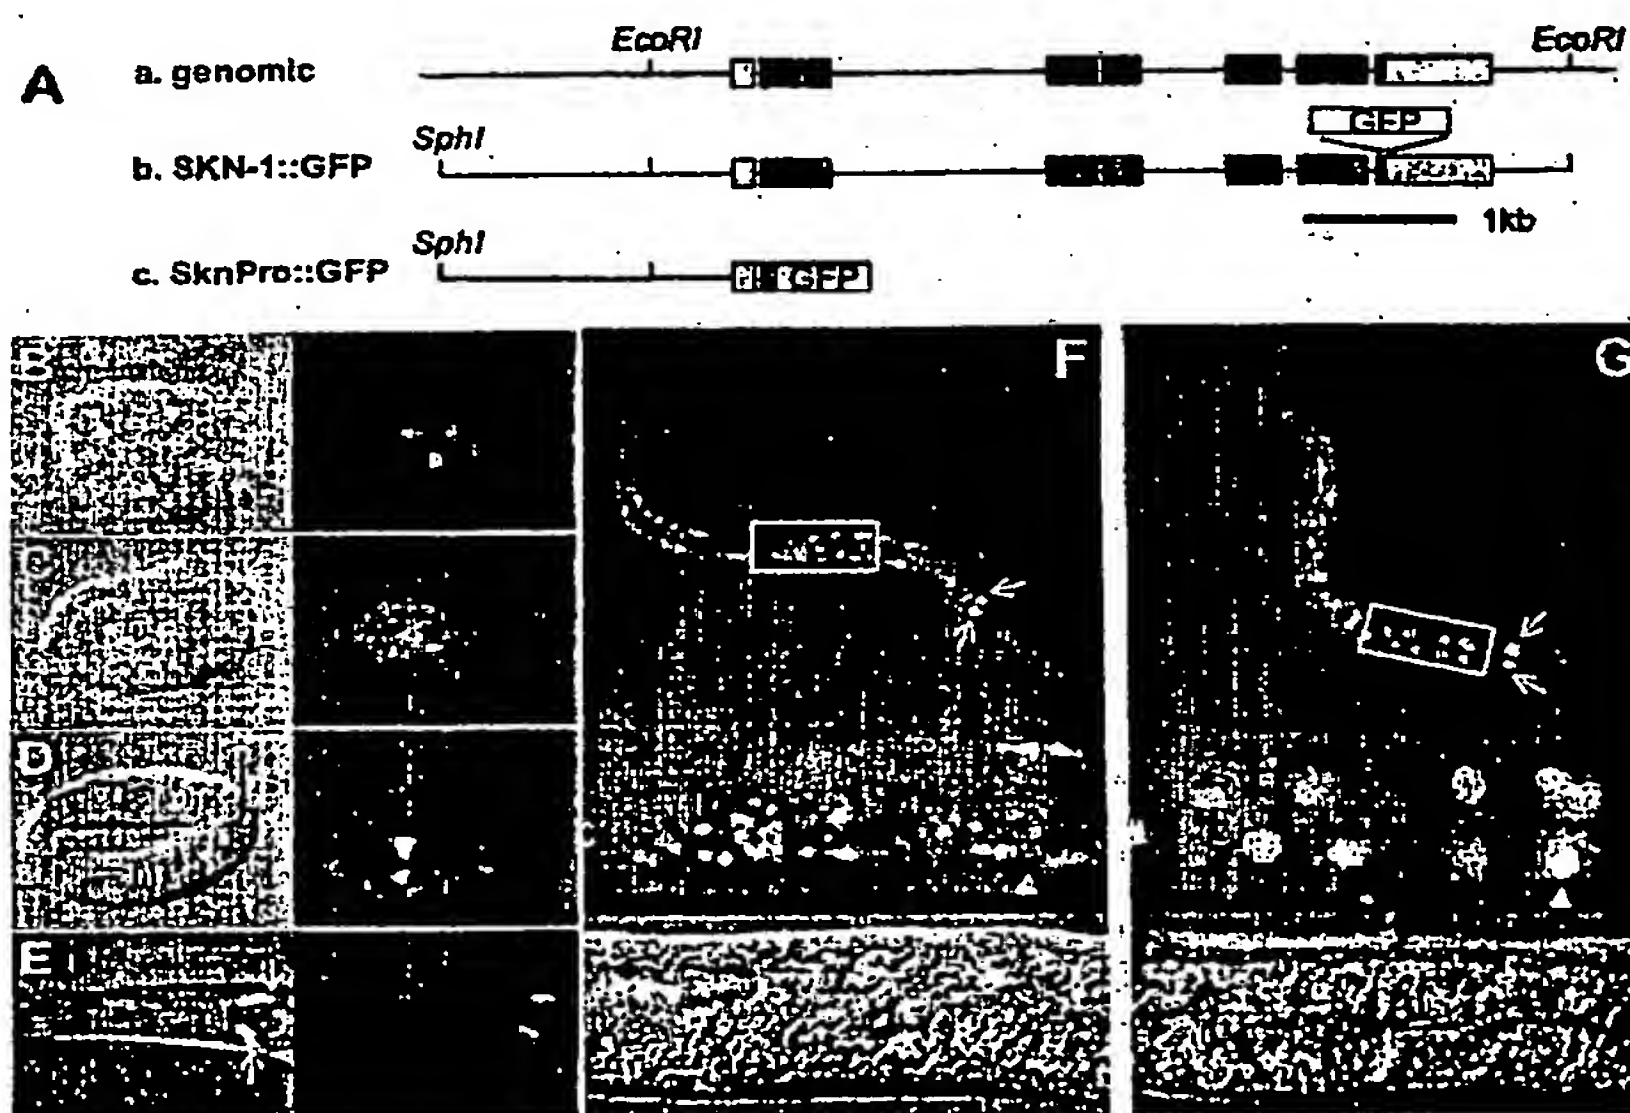 A
EcoRI
EcoRI
a. genomic
GFP
SphI
b. SKN-1::GFP
1kb
SphI
c. SknPro::GFP
GFP
B
F
G
C
D
E